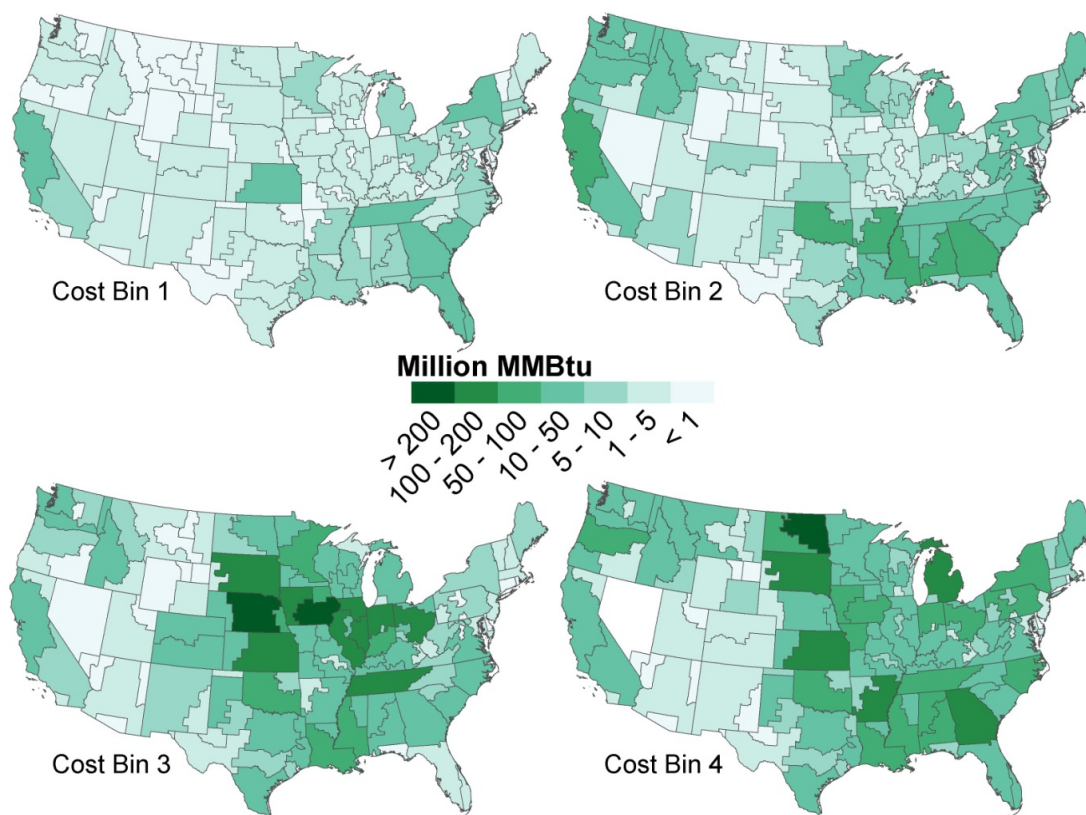 Cost Bin 1
Cost Bin 2
Million MMBtu
> 200
100 - 200
50 - 100
10 - 50
5 - 10
1 - 5
< 1
Cost Bin 3
Cost Bin 4